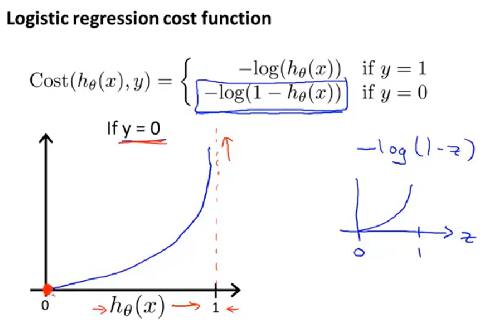 Logistic regression cost function
Cost(hθ(x), y) = { −log(hθ(x)) if y = 1
−log(1 − hθ(x)) if y = 0
If y = 0
−log(1−z)
0 1 z
0 hθ(x) 1